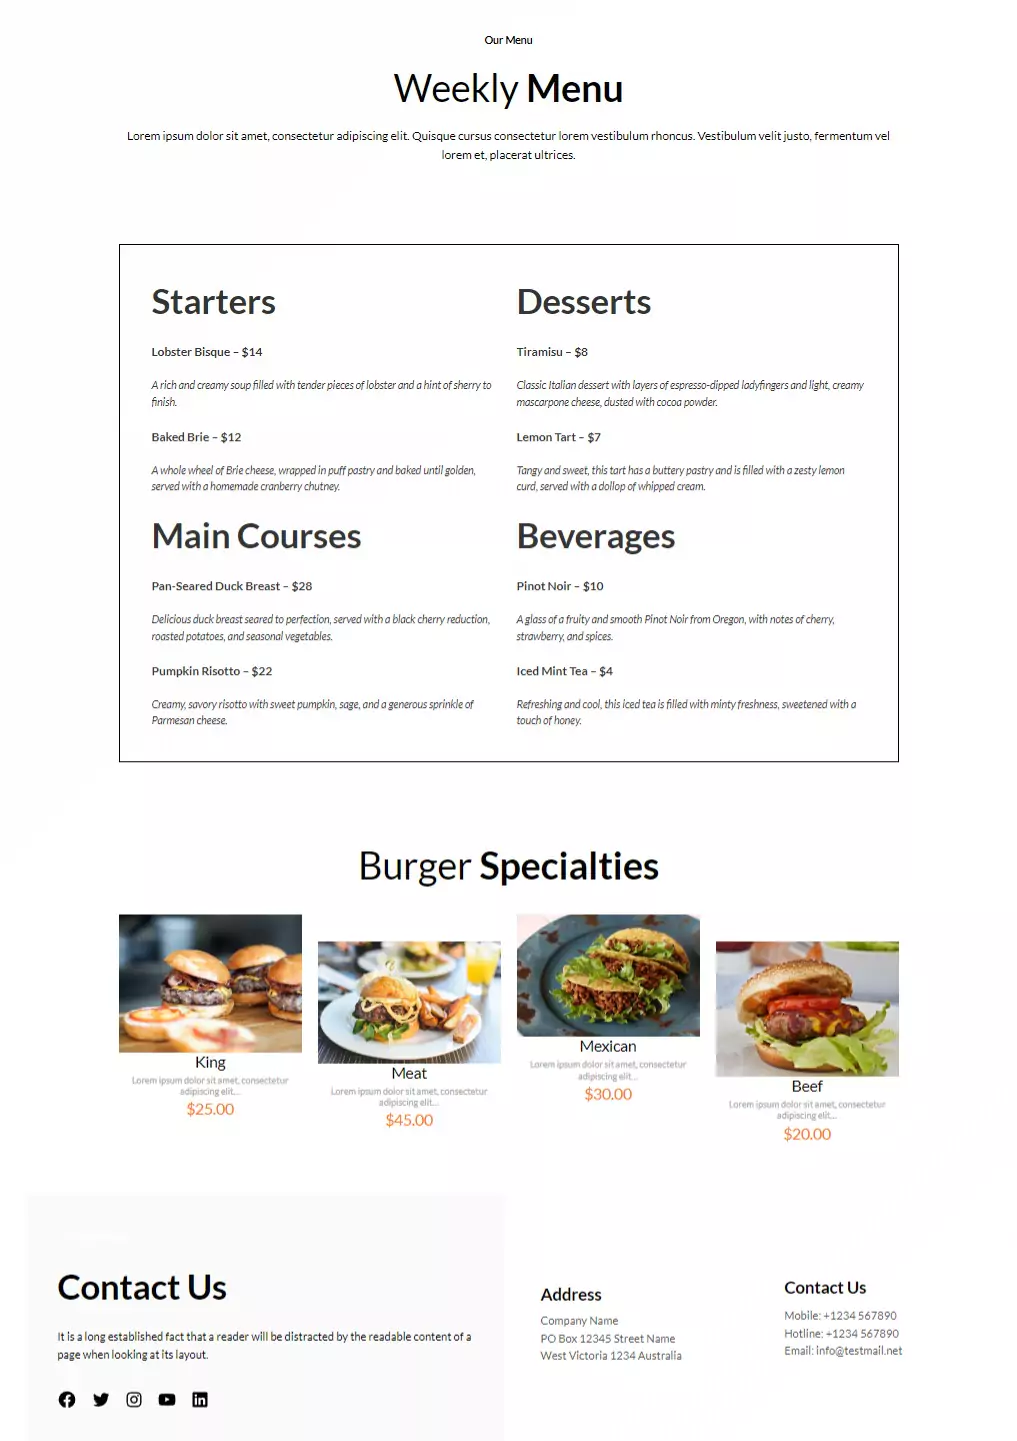 Our Menu
Weekly Menu
Lorem ipsum dolor sit amet, consectetur adipiscing elit. Quisque cursus consectetur lorem vestibulum rhoncus. Vestibulum velit justo, fermentum vel
lorem et, placerat ultrices.
Starters
Lobster Bisque – $14
A rich and creamy soup filled with tender pieces of lobster and a hint of sherry to
finish.
Baked Brie – $12
A whole wheel of Brie cheese, wrapped in puff pastry and baked until golden,
served with a homemade cranberry chutney.
Main Courses
Pan-Seared Duck Breast – $28
Delicious duck breast seared to perfection, served with a black cherry reduction,
roasted potatoes, and seasonal vegetables.
Pumpkin Risotto – $22
Creamy, savory risotto with sweet pumpkin, sage, and a generous sprinkle of
Parmesan cheese.
Desserts
Tiramisu – $8
Classic Italian dessert with layers of espresso-dipped ladyfingers and light, creamy
mascarpone cheese, dusted with cocoa powder.
Lemon Tart – $7
Tangy and sweet, this tart has a buttery pastry and is filled with a zesty lemon
curd, served with a dollop of whipped cream.
Beverages
Pinot Noir – $10
A glass of a fruity and smooth Pinot Noir from Oregon, with notes of cherry,
strawberry, and spices.
Iced Mint Tea – $4
Refreshing and cool, this iced tea is filled with minty freshness, sweetened with a
touch of honey.
Burger Specialties
King
Lorem ipsum dolor sit amet, consectetur
adipiscing elit...
$25.00
Meat
Lorem ipsum dolor sit amet, consectetur
adipiscing elit...
$45.00
Mexican
Lorem ipsum dolor sit amet, consectetur
adipiscing elit...
$30.00
Beef
Lorem ipsum dolor sit amet, consectetur
adipiscing elit...
$20.00
Contact Us
It is a long established fact that a reader will be distracted by the readable content of a
page when looking at its layout.
Address
Company Name
PO Box 12345 Street Name
West Victoria 1234 Australia
Contact Us
Mobile: +1234 567890
Hotline: +1234 567890
Email: info@testmail.net